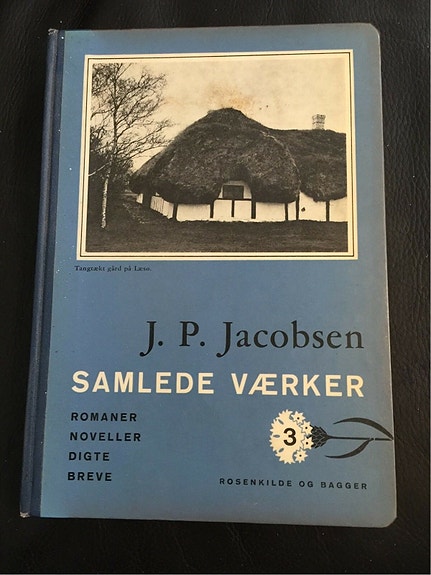 Tangtækt gård på Læsø.
J. P. Jacobsen
SAMLEDE VÆRKER
ROMANER
NOVELLER
DIGTE
BREVE
3
ROSENKILDE OG BAGGER